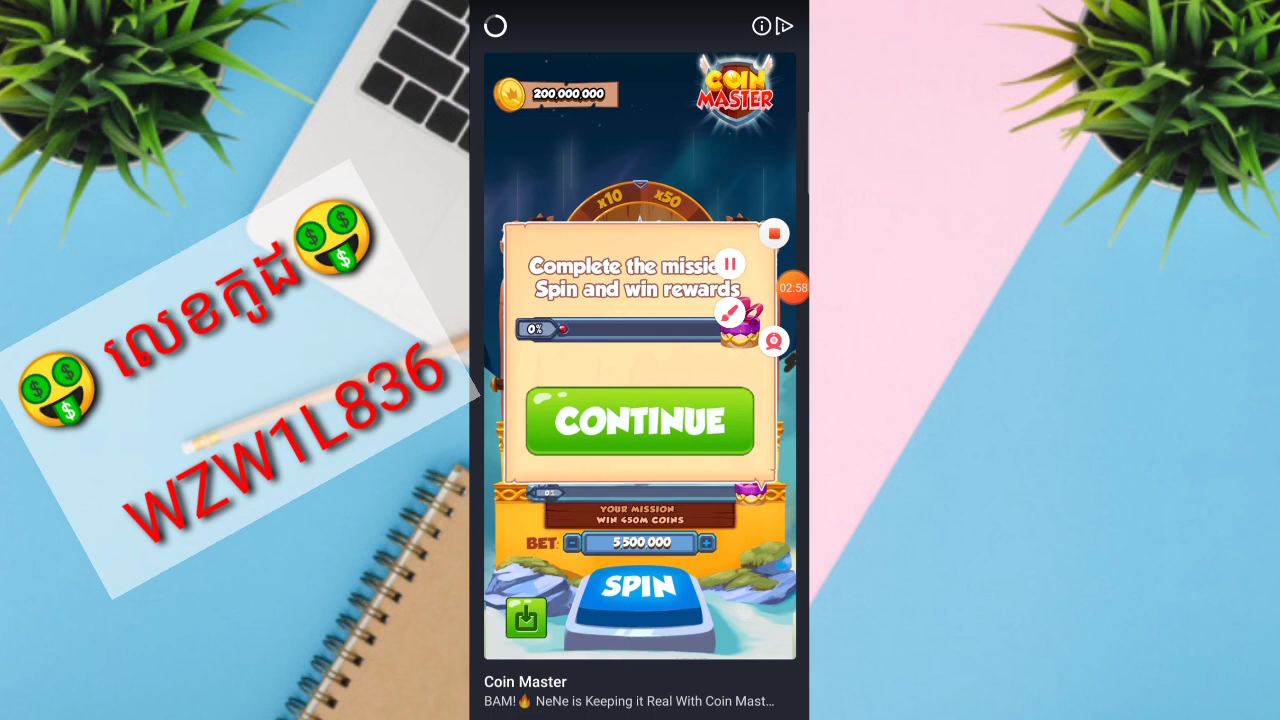 លេខកូដ
WZW1L836
200,000,000
COIN
MASTER
x10 x50
Complete the missio
Spin and win rewards
02:58
0%
CONTINUE
0%
YOUR MISSION
WIN 450M COINS
BET: 5,500,000
SPIN
Coin Master
BAM!🔥 NeNe is Keeping it Real With Coin Mast...